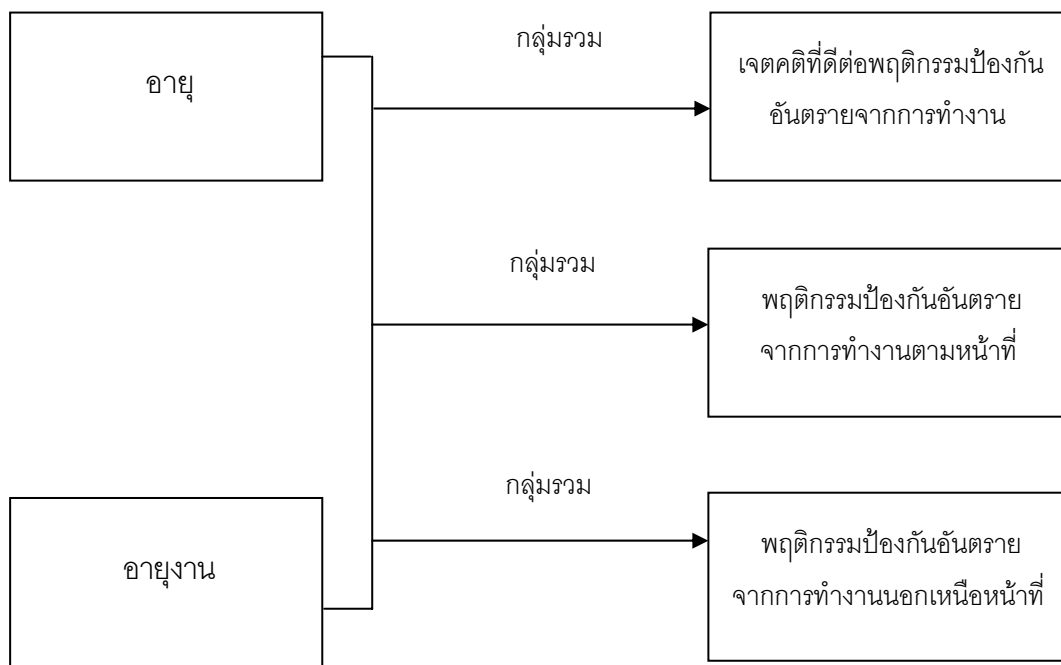 อายุ
กลุ่มรวม
เจตคติที่ดีต่อพฤติกรรมป้องกัน
อันตรายจากการทำงาน
กลุ่มรวม
พฤติกรรมป้องกันอันตราย
จากการทำงานตามหน้าที่
อายุงาน
กลุ่มรวม
พฤติกรรมป้องกันอันตราย
จากการทำงานนอกเหนือหน้าที่